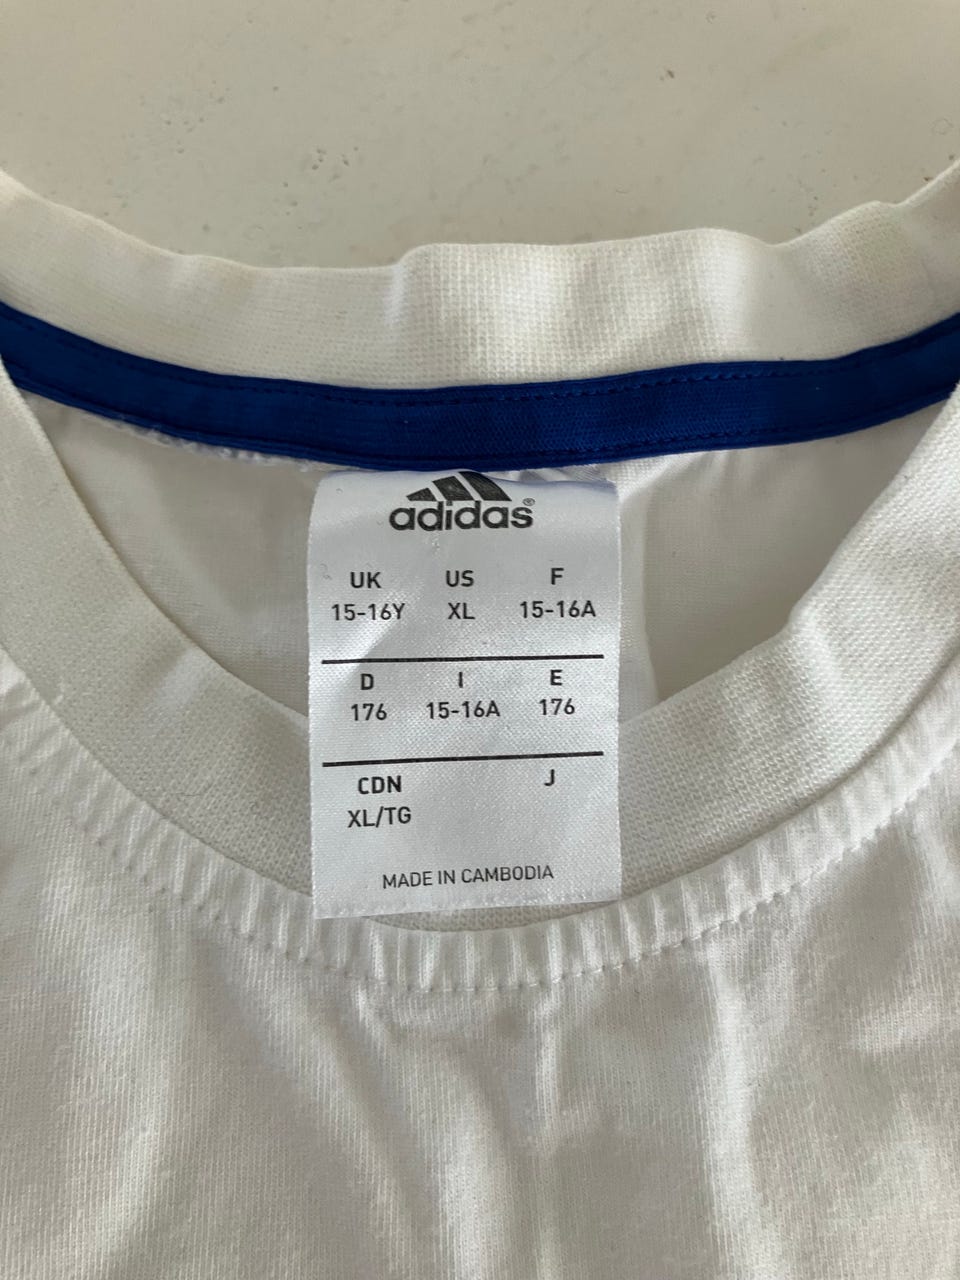 adidas®
UK US F
15-16Y XL 15-16A
D I E
176 15-16A 176
CDN J
XL/TG
MADE IN CAMBODIA